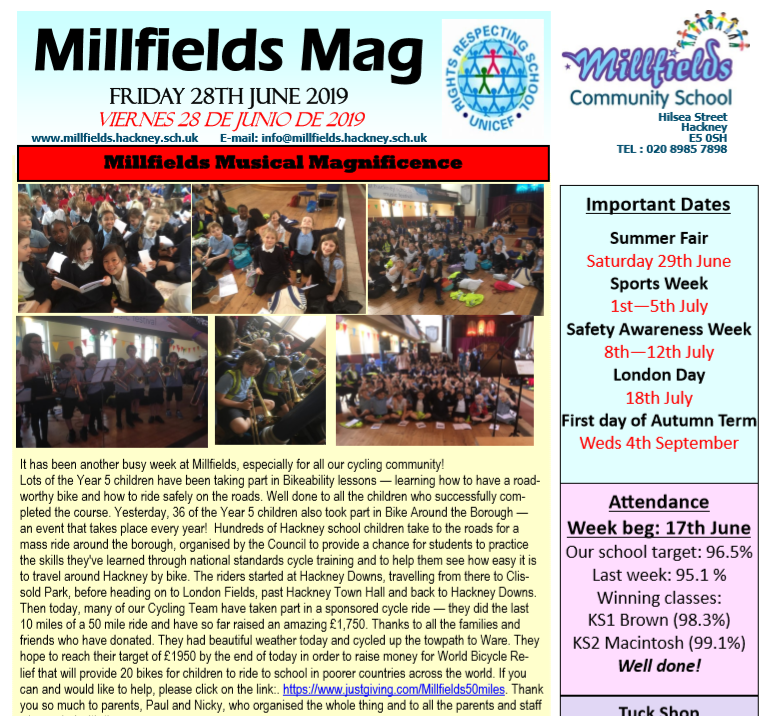 Millfields Mag
FRIDAY 28TH JUNE 2019
VIERNES 28 DE JUNIO DE 2019
www.millfields.hackney.sch.uk E-mail: info@millfields.hackney.sch.uk
RIGHTS RESPECTING SCHOOL
UNICEF
Millfields
Community School
Hilsea Street
Hackney
E5 0SH
TEL : 020 8985 7898
Millfields Musical Magnificence
It has been another busy week at Millfields, especially for all our cycling community!
Lots of the Year 5 children have been taking part in Bikeability lessons — learning how to have a road-
worthy bike and how to ride safely on the roads. Well done to all the children who successfully com-
pleted the course. Yesterday, 36 of the Year 5 children also took part in Bike Around the Borough —
an event that takes place every year! Hundreds of Hackney school children take to the roads for a
mass ride around the borough, organised by the Council to provide a chance for students to practice
the skills they've learned through national standards cycle training and to help them see how easy it is
to travel around Hackney by bike. The riders started at Hackney Downs, travelling from there to Clis-
sold Park, before heading on to London Fields, past Hackney Town Hall and back to Hackney Downs.
Then today, many of our Cycling Team have taken part in a sponsored cycle ride — they did the last
10 miles of a 50 mile ride and have so far raised an amazing £1,750. Thanks to all the families and
friends who have donated. They had beautiful weather today and cycled up the towpath to Ware. They
hope to reach their target of £1950 by the end of today in order to raise money for World Bicycle Re-
lief that will provide 20 bikes for children to ride to school in poorer countries across the world. If you
can and would like to help, please click on the link:. https://www.justgiving.com/Millfields50miles. Thank
you so much to parents, Paul and Nicky, who organised the whole thing and to all the parents and staff
Important Dates
Summer Fair
Saturday 29th June
Sports Week
1st—5th July
Safety Awareness Week
8th—12th July
London Day
18th July
First day of Autumn Term
Weds 4th September
Attendance
Week beg: 17th June
Our school target: 96.5%
Last week: 95.1 %
Winning classes:
KS1 Brown (98.3%)
KS2 Macintosh (99.1%)
Well done!
Tuck Shop